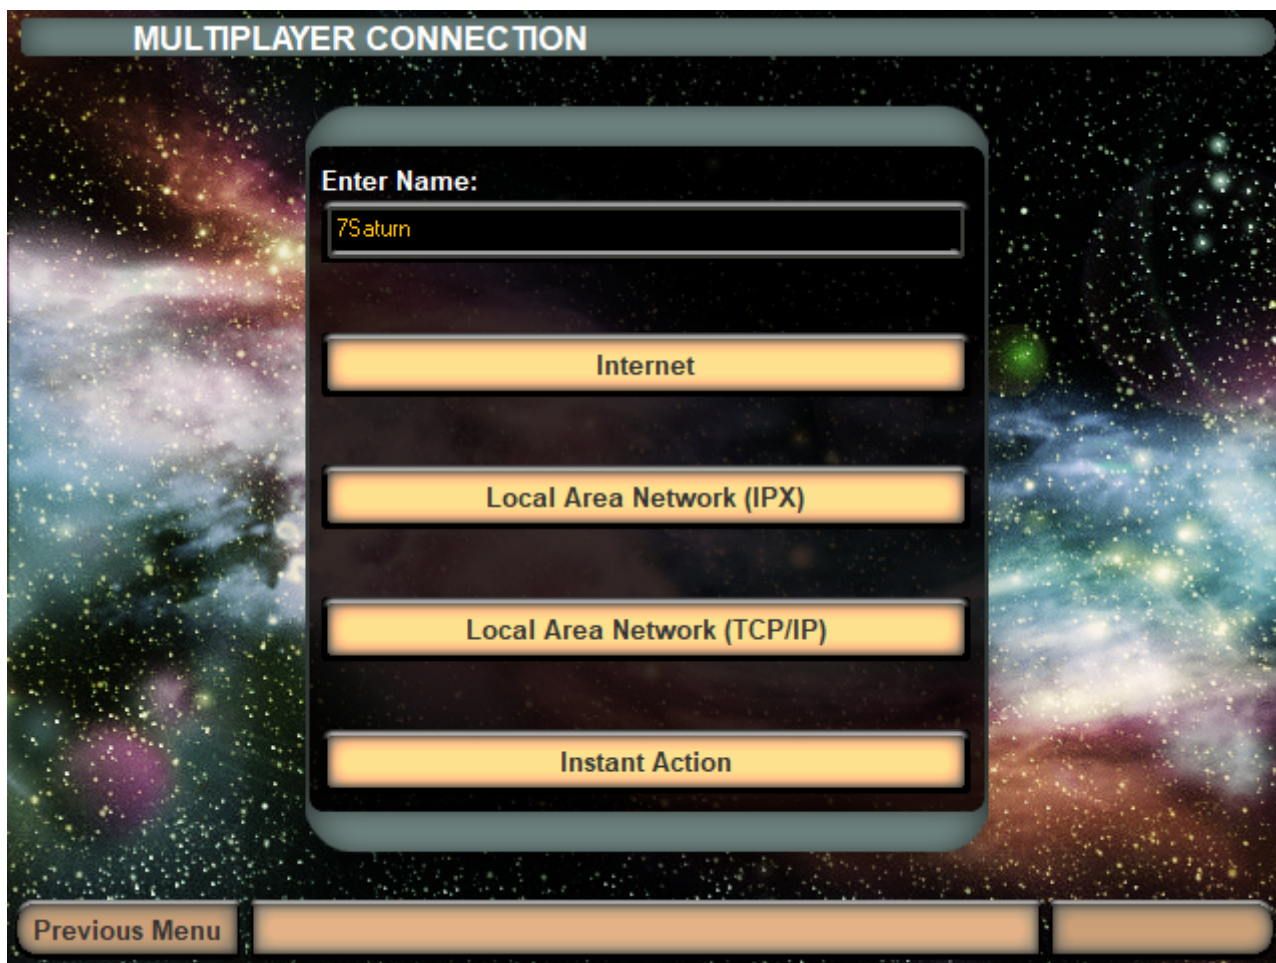 MULTIPLAYER CONNECTION
Enter Name:
7Saturn
Internet
Local Area Network (IPX)
Local Area Network (TCP/IP)
Instant Action
Previous Menu